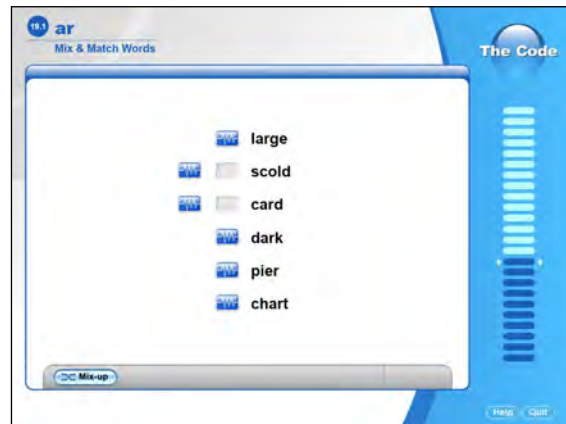 19.1 ar
Mix & Match Words
The Code
large
scold
card
dark
pier
chart
Mix-up
Help Quit